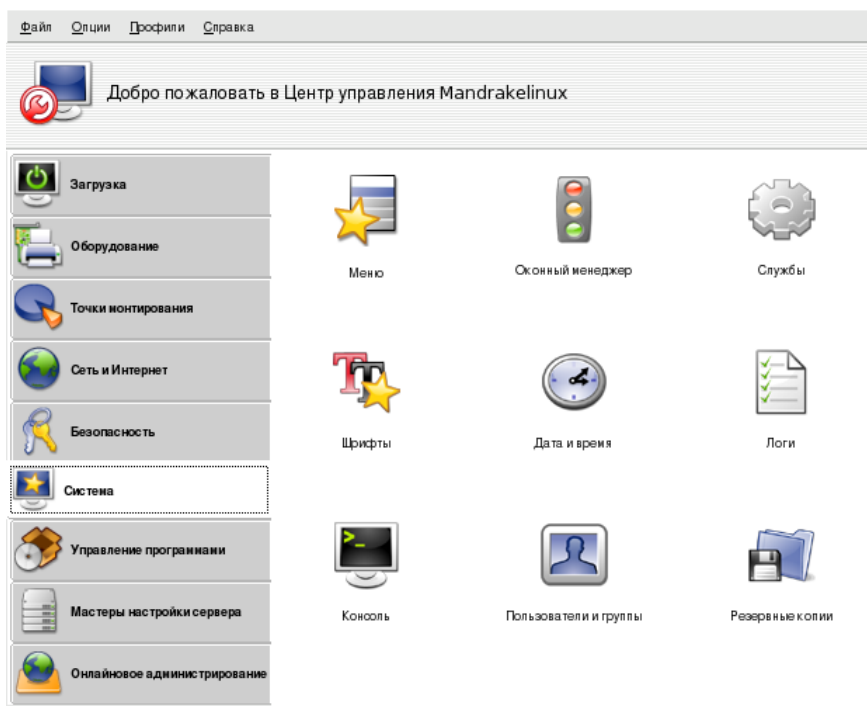 Файл Опции Профили Справка
Добро пожаловать в Центр управления Mandrakelinux
Загрузка
Оборудование
Точки монтирования
Сеть и Интернет
Безопасность
Система
Управление программами
Мастеры настройки сервера
Онлайновое администрирование
Меню
Оконный менеджер
Службы
Шрифты
Дата и время
Логи
Консоль
Пользователи и группы
Резервные копии